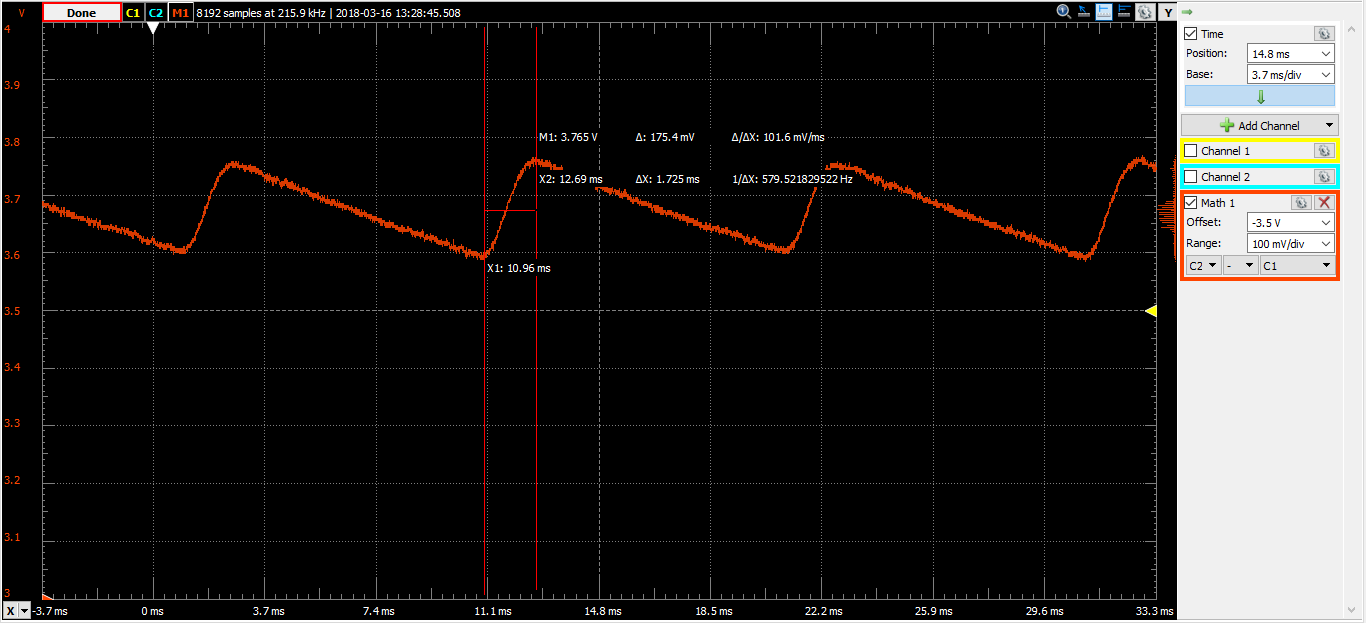 V Done C1 C2 M1 8192 samples at 215.9 kHz | 2018-03-16 13:28:45.508 Y
4
3.9
3.8
3.7
3.6
3.5
3.4
3.3
3.2
3.1
3
M1: 3.765 V Δ: 175.4 mV Δ/ΔX: 101.6 mV/ms
X2: 12.69 ms ΔX: 1.725 ms 1/ΔX: 579.521829522 Hz
X1: 10.96 ms
X -3.7 ms 0 ms 3.7 ms 7.4 ms 11.1 ms 14.8 ms 18.5 ms 22.2 ms 25.9 ms 29.6 ms 33.3 ms
Time
Position: 14.8 ms
Base: 3.7 ms/div
Add Channel
Channel 1
Channel 2
Math 1
Offset: -3.5 V
Range: 100 mV/div
C2 - C1